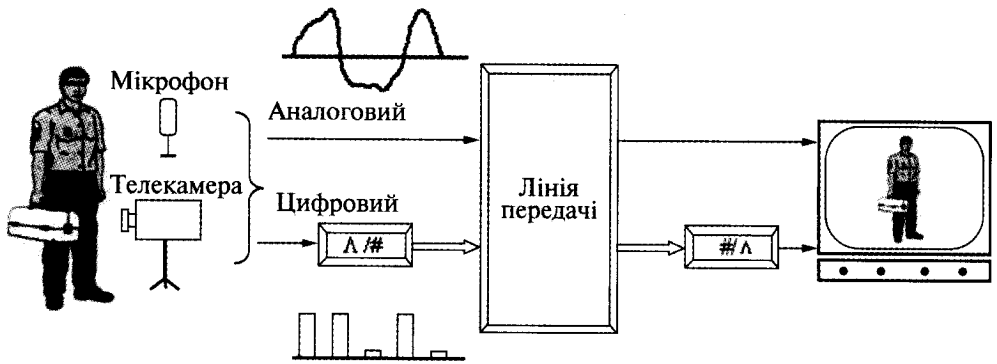 Мікрофон
Аналоговий
Телекамера
Цифровий
Лінія
передачі
Λ/#
#/Λ